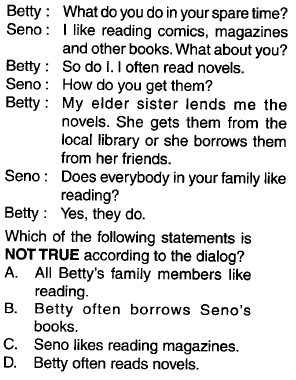 Betty : What do you do in your spare time?
Seno : I like reading comics, magazines
and other books. What about you?
Betty : So do I. I often read novels.
Seno : How do you get them?
Betty : My elder sister lends me the
novels. She gets them from the
local library or she borrows them
from her friends.
Seno : Does everybody in your family like
reading?
Betty : Yes, they do.
Which of the following statements is
NOT TRUE according to the dialog?
A. All Betty's family members like
reading.
B. Betty often borrows Seno's
books.
C. Seno likes reading magazines.
D. Betty often reads novels.